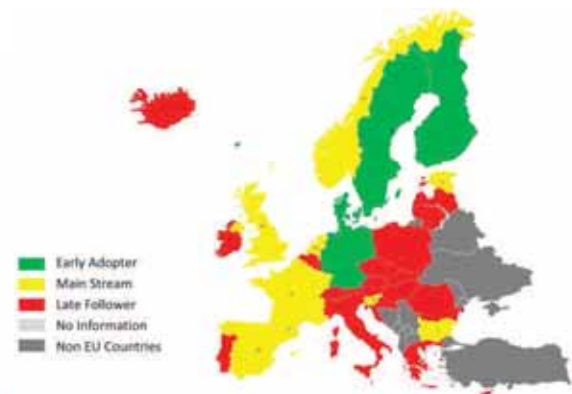 Early Adopter
Main Stream
Late Follower
No Information
Non EU Countries